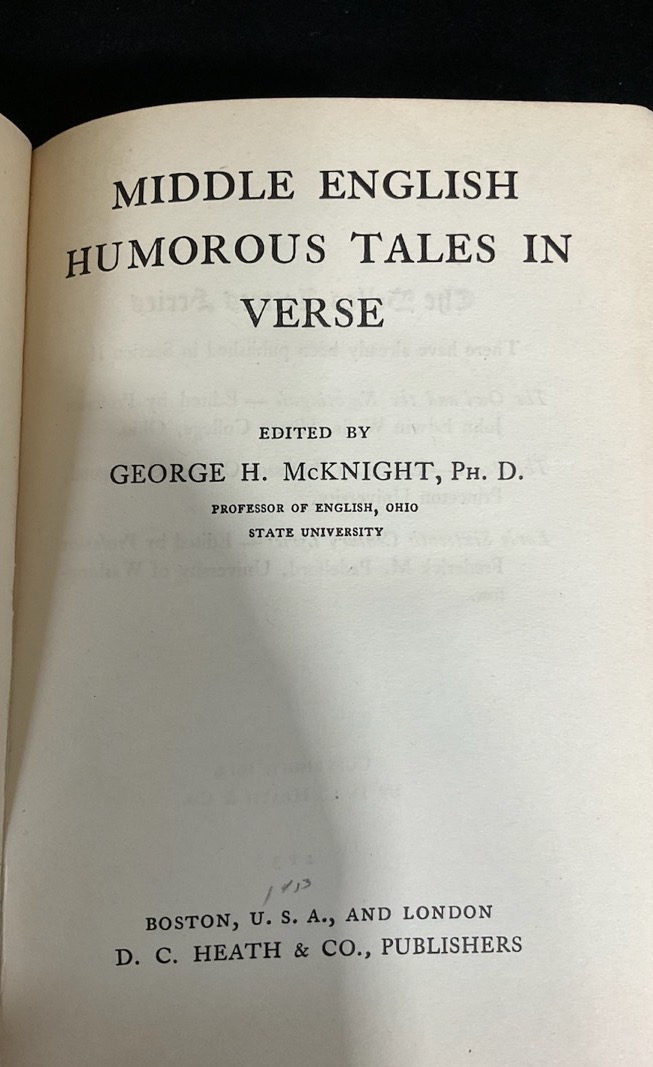 MIDDLE ENGLISH
HUMOROUS TALES IN
VERSE
EDITED BY
GEORGE H. McKNIGHT, PH. D.
PROFESSOR OF ENGLISH, OHIO
STATE UNIVERSITY
1913
BOSTON, U. S. A., AND LONDON
D. C. HEATH & CO., PUBLISHERS